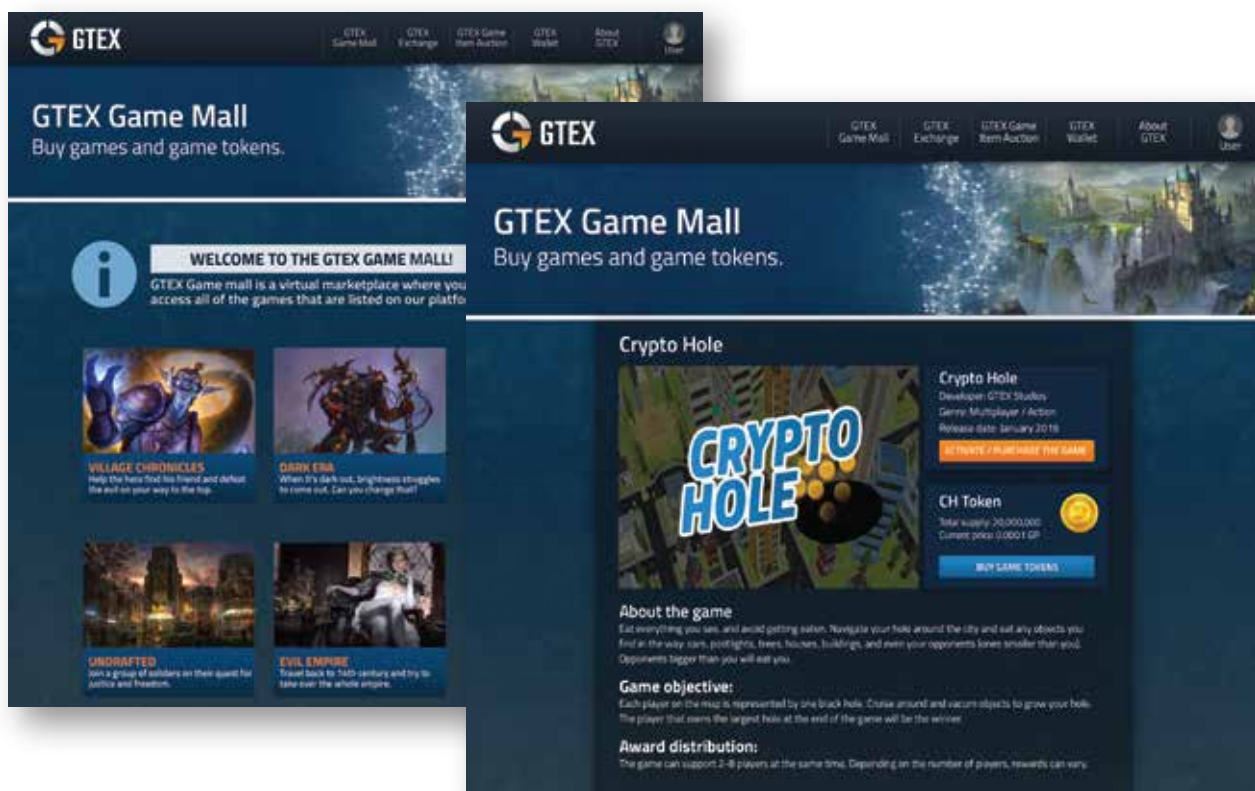 GTEX
GTEX
Game Mall
GTEX
Exchange
GTEX Game
Item Auction
GTEX
Wallet
About
GTEX
User
GTEX Game Mall
Buy games and game tokens.
WELCOME TO THE GTEX GAME MALL!
GTEX Game mall is a virtual marketplace where you
access all of the games that are listed on our platfo
VILLAGE CHRONICLES
Help the hero find his friend and defeat
the evil on your way to the top.
DARK ERA
When it's dark out, brightness struggles
to come out. Can you change that?
UNDRAFTED
Join a group of soldiers on their quest for
justice and freedom.
EVIL EMPIRE
Travel back to 14th century and try to
take over the whole empire.
GTEX
GTEX
Game Mall
GTEX
Exchange
GTEX Game
Item Auction
GTEX
Wallet
About
GTEX
User
GTEX Game Mall
Buy games and game tokens.
Crypto Hole
CRYPTO
HOLE
Crypto Hole
Developer: GTEX Studios
Genre: Multiplayer / Action
Release date: January 2019
ACTIVATE / PURCHASE THE GAME
CH Token
Total supply: 20,000,000
Current price: 0.0001 GP
BUY GAME TOKENS
About the game
Eat everything you see, and avoid getting eaten. Navigate your hole around the city and eat any objects you
find in the way: cars, postlights, trees, houses, buildings, and even your opponents (ones smaller than you).
Opponents bigger than you will eat you.
Game objective:
Each player on the map is represented by one black hole. Cruise around and vacum objects to grow your hole.
The player that owns the largest hole at the end of the game will be the winner.
Award distribution:
The game can support 2-8 players at the same time. Depending on the number of players, rewards can vary.